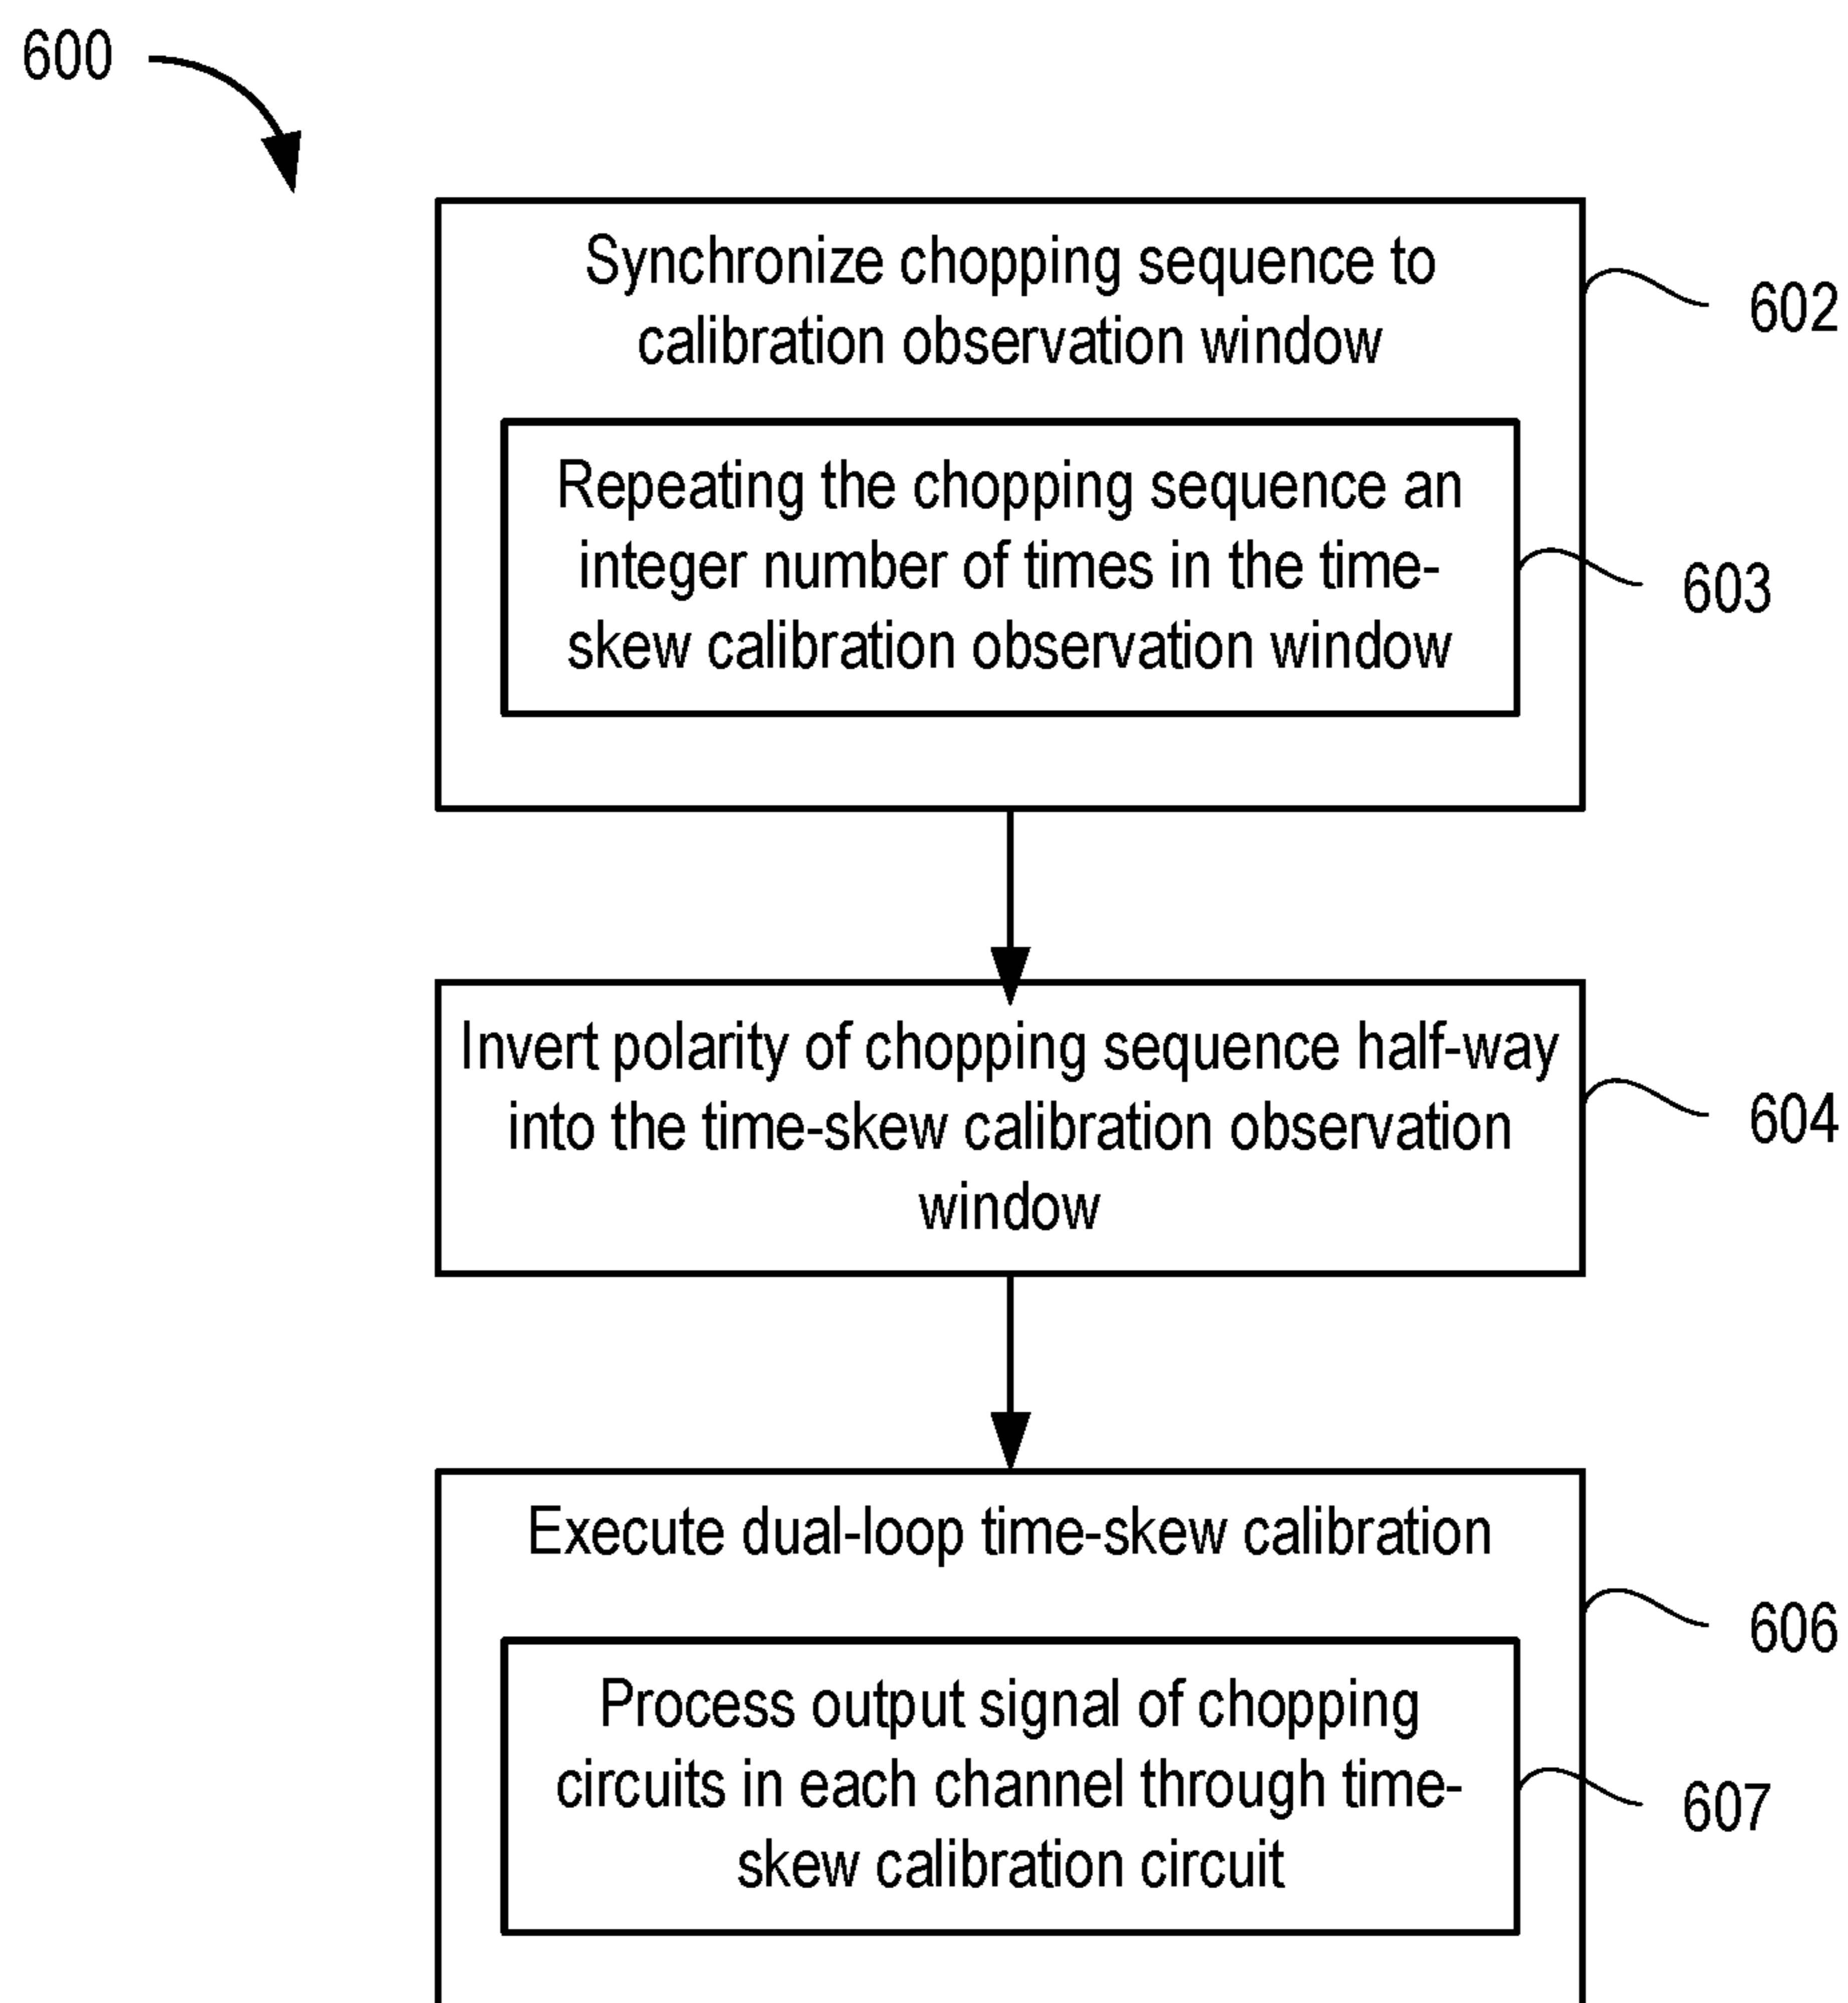 600
Synchronize chopping sequence to
calibration observation window
602
Repeating the chopping sequence an
integer number of times in the time-
skew calibration observation window
603
Invert polarity of chopping sequence half-way
into the time-skew calibration observation
window
604
Execute dual-loop time-skew calibration
606
Process output signal of chopping
circuits in each channel through time-
skew calibration circuit
607